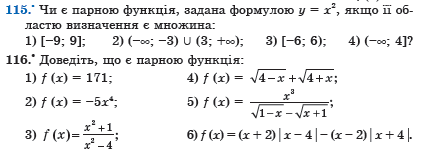 115.° Чи є парною функція, задана формулою y = x², якщо її об-
ластю визначення є множина:
1) [−9; 9]; 2) (−∞; −3) ∪ (3; +∞); 3) [−6; 6); 4) (−∞; 4]?
116.° Доведіть, що є парною функція:
1) f (x) = 171; 4) f (x) = √(4−x) + √(4+x);
2) f (x) = −5x⁴; 5) f (x) = x³/(√(1−x) − √(x+1));
3) f (x) = (x²+1)/(x²−4); 6) f (x) = (x + 2) | x − 4 | − (x − 2) | x + 4 |.